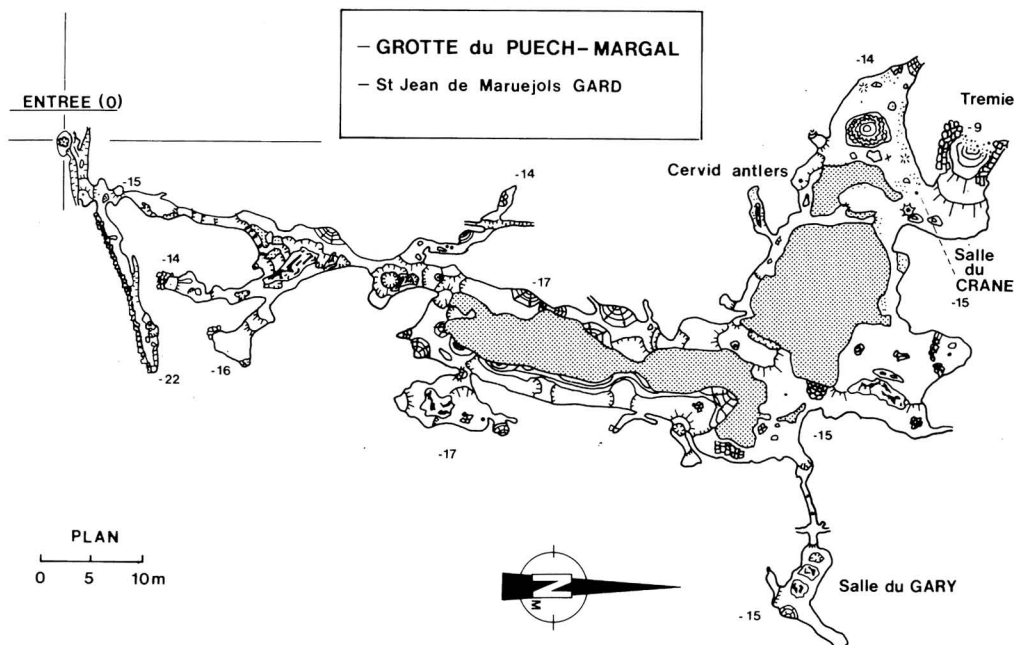 – GROTTE du PUECH–MARGAL
– St Jean de Maruejols GARD
ENTREE (0)
-14
Tremie
-9
Cervid antlers
-15
-14
-14
Salle
du
CRANE
-15
-17
-16
-22
-17
-15
PLAN
0 5 10m
N
M
Salle du GARY
-15